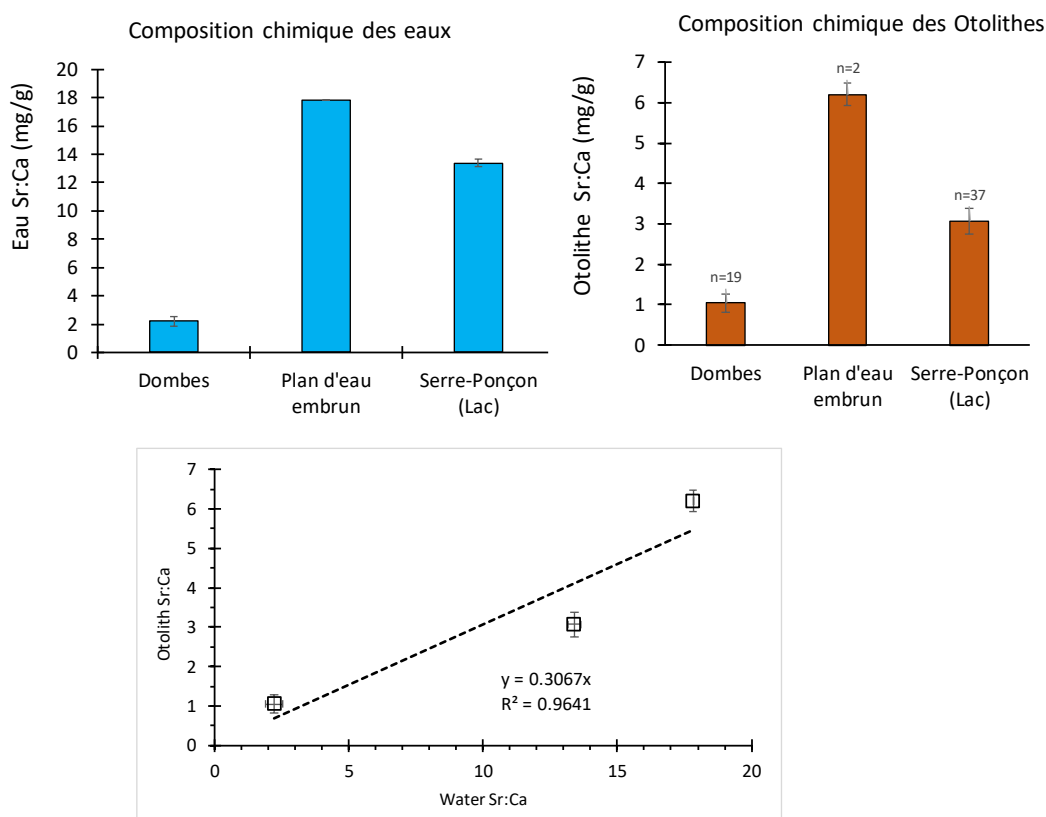 Composition chimique des eaux
Eau Sr:Ca (mg/g)
20
18
16
14
12
10
8
6
4
2
0
Dombes
Plan d'eau
embrun
Serre-Ponçon
(Lac)
Composition chimique des Otolithes
Otolithe Sr:Ca (mg/g)
7
6
5
4
3
2
1
0
n=19
n=2
n=37
Dombes
Plan d'eau
embrun
Serre-Ponçon
(Lac)
Otolith Sr:Ca
7
6
5
4
3
2
1
0
y = 0.3067x
R² = 0.9641
0 5 10 15 20
Water Sr:Ca